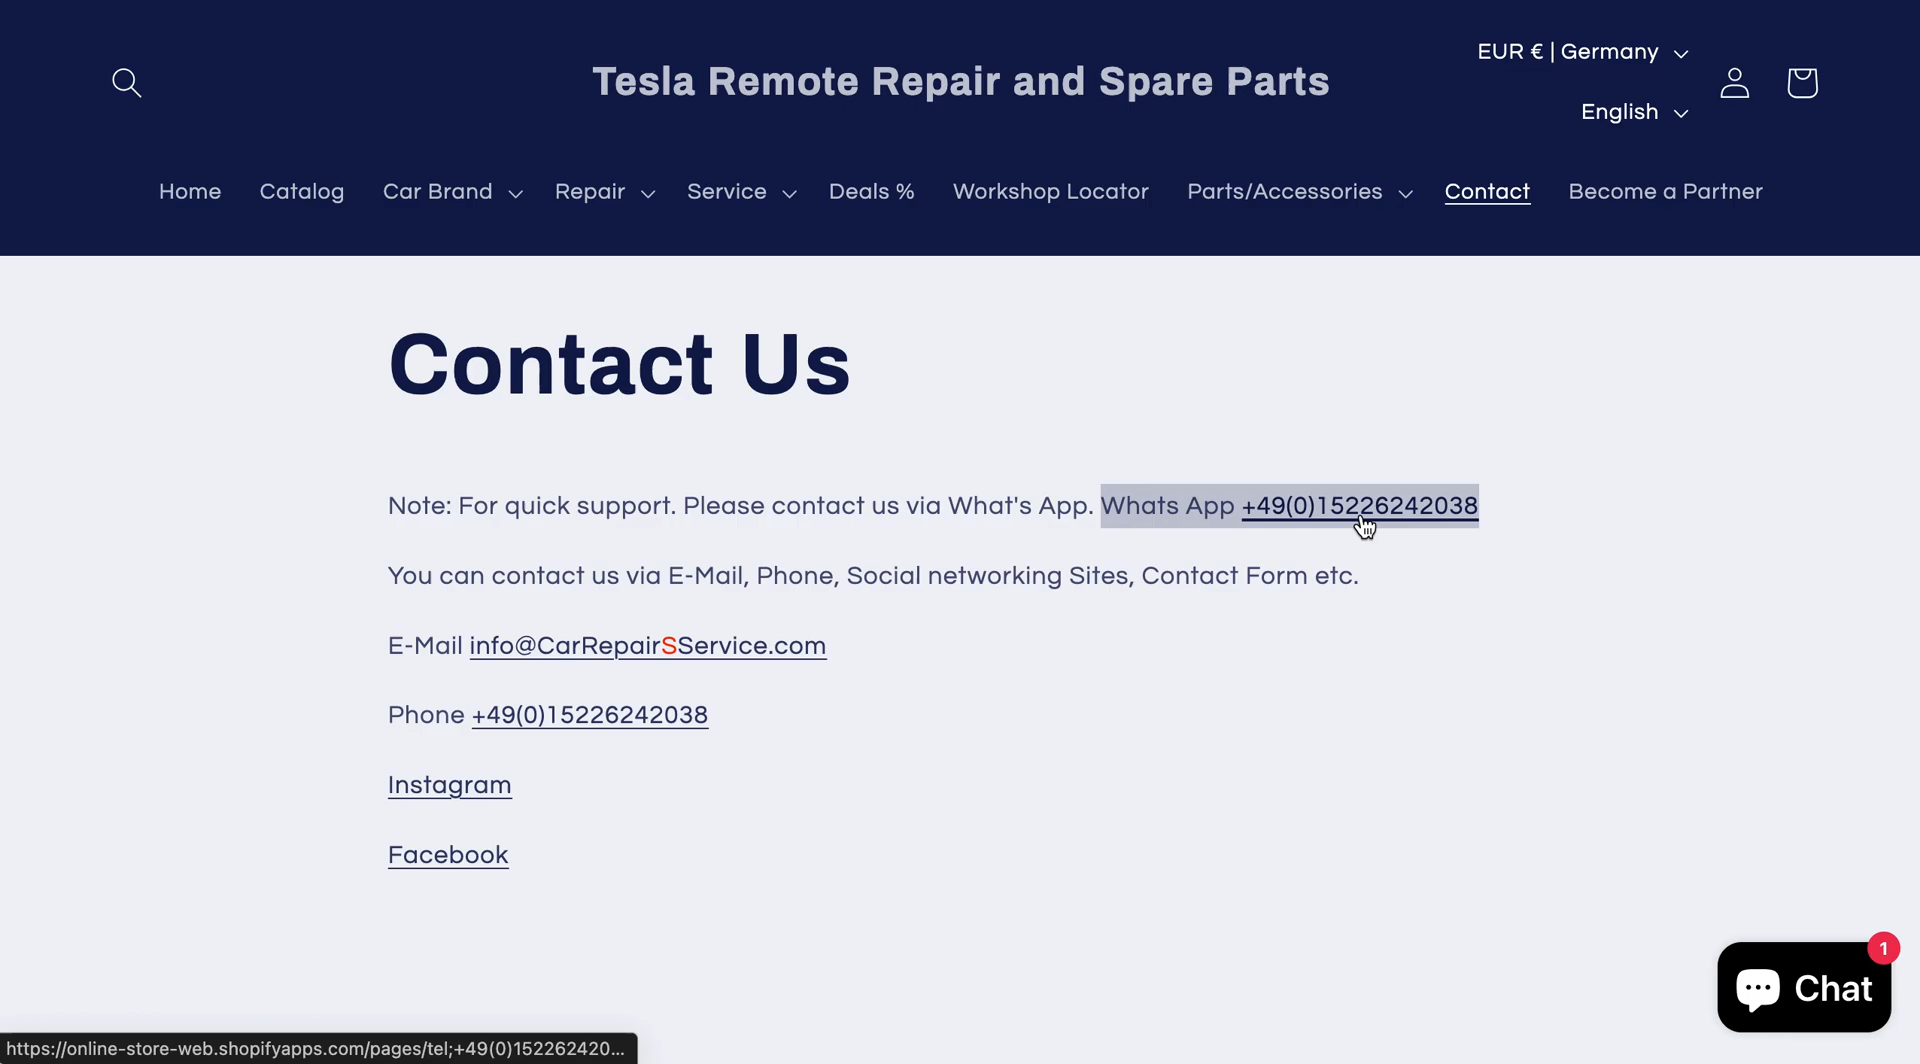 EUR € | Germany
Tesla Remote Repair and Spare Parts
English
Home Catalog Car Brand Repair Service Deals % Workshop Locator Parts/Accessories Contact Become a Partner
Contact Us
Note: For quick support. Please contact us via What's App. Whats App +49(0)15226242038
You can contact us via E-Mail, Phone, Social networking Sites, Contact Form etc.
E-Mail info@CarRepairSService.com
Phone +49(0)15226242038
Instagram
Facebook
1
Chat
https://online-store-web.shopifyapps.com/pages/tel;+49(0)152262420...